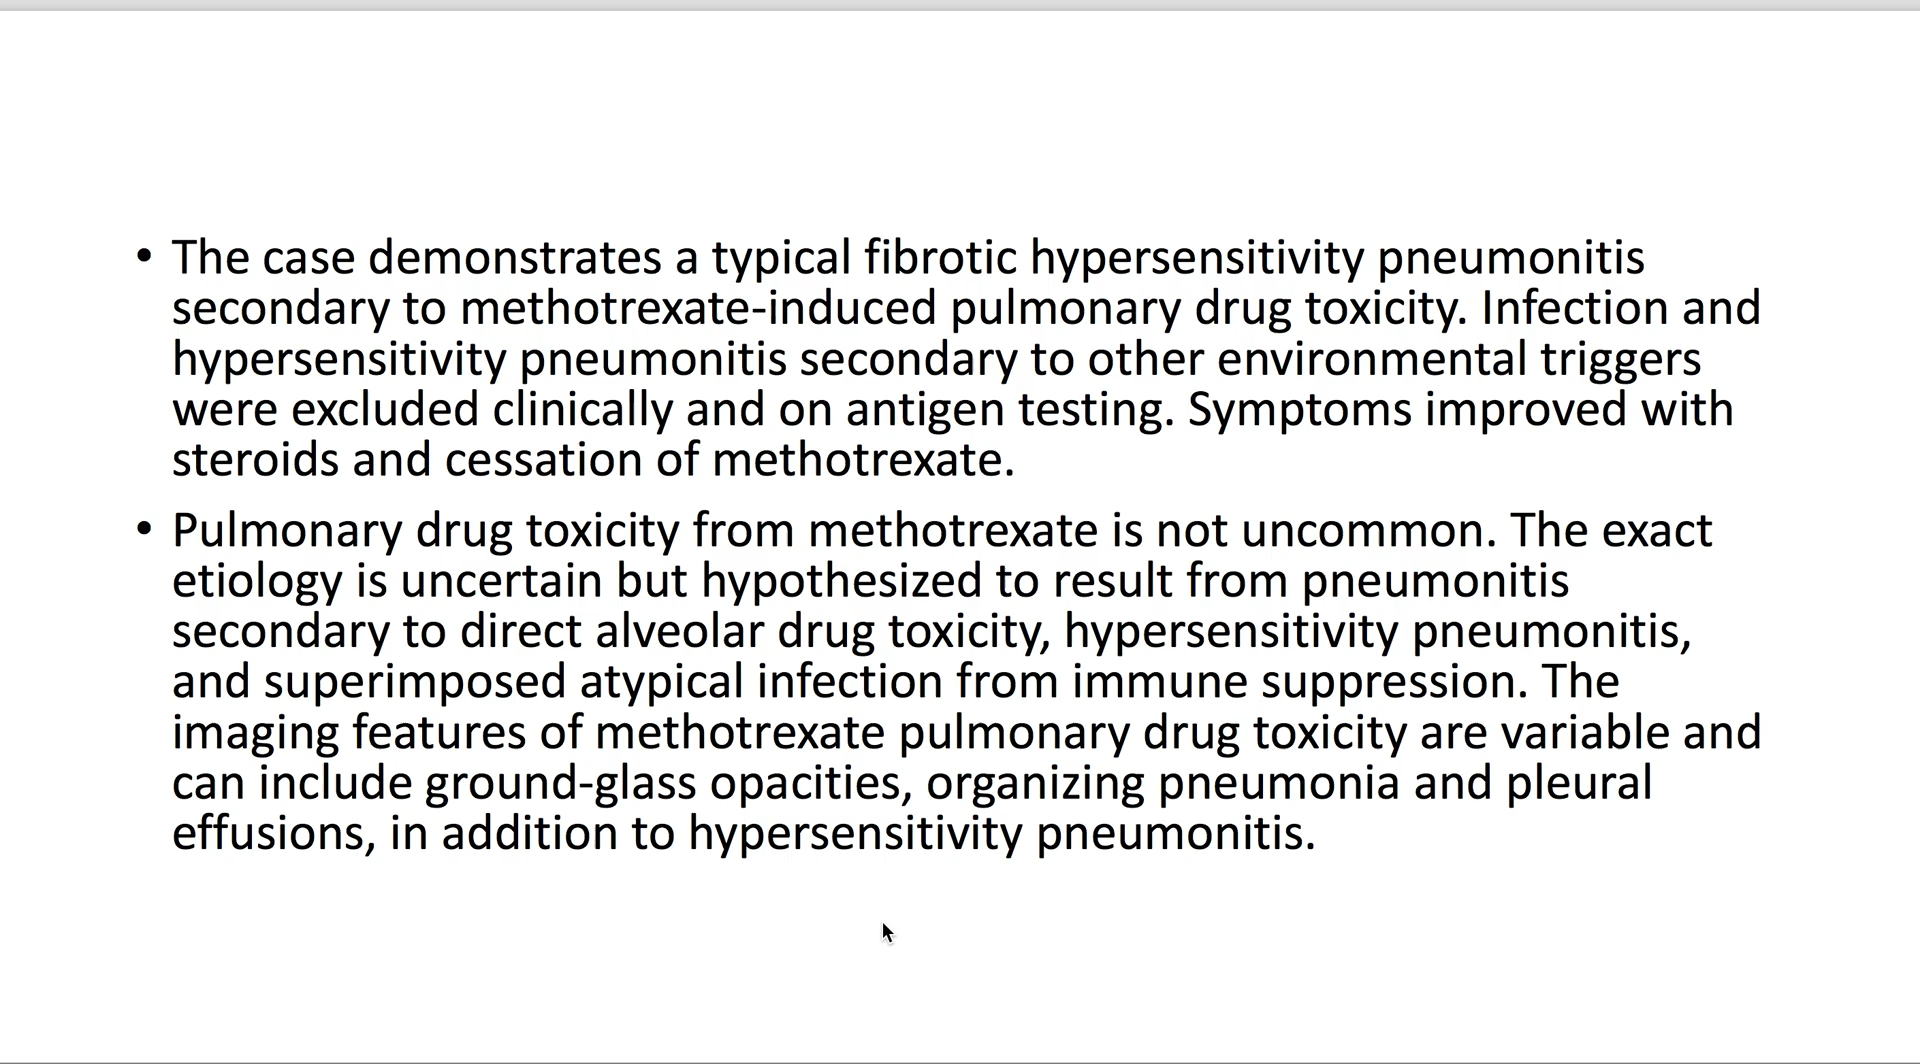 • The case demonstrates a typical fibrotic hypersensitivity pneumonitis
secondary to methotrexate-induced pulmonary drug toxicity. Infection and
hypersensitivity pneumonitis secondary to other environmental triggers
were excluded clinically and on antigen testing. Symptoms improved with
steroids and cessation of methotrexate.
• Pulmonary drug toxicity from methotrexate is not uncommon. The exact
etiology is uncertain but hypothesized to result from pneumonitis
secondary to direct alveolar drug toxicity, hypersensitivity pneumonitis,
and superimposed atypical infection from immune suppression. The
imaging features of methotrexate pulmonary drug toxicity are variable and
can include ground-glass opacities, organizing pneumonia and pleural
effusions, in addition to hypersensitivity pneumonitis.